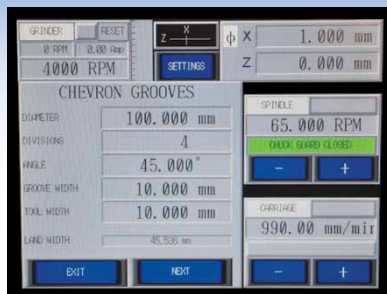 GRINDER RESET
0 RPM 0.00 Amp
4000 RPM
Z X
SETTINGS
ϕ X 1.000 mm
Z 0.000 mm
CHEVRON GROOVES
DIAMETER 100.000 mm
DIVISIONS 4
ANGLE 45.000°
GROOVE WIDTH 10.000 mm
TOOL WIDTH 10.000 mm
LAND WIDTH 45.536 mm
EXIT NEXT
SPINDLE
65.000 RPM
CHUCK GUARD CLOSED
- +
CARRIAGE
990.00 mm/min
- +